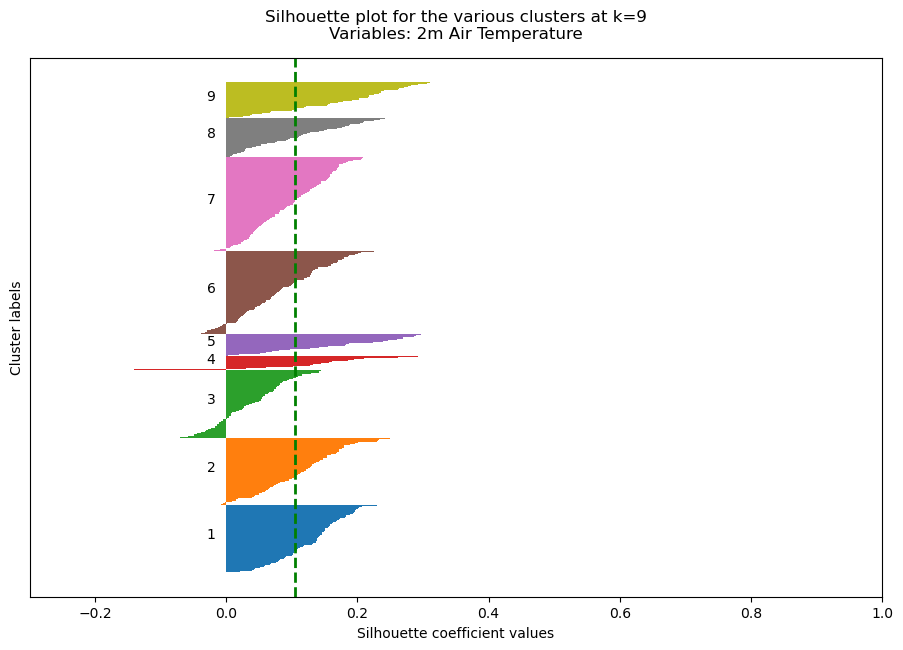 Silhouette plot for the various clusters at k=9
Variables: 2m Air Temperature
Cluster labels
9
8
7
6
5
4
3
2
1
−0.2 0.0 0.2 0.4 0.6 0.8 1.0
Silhouette coefficient values